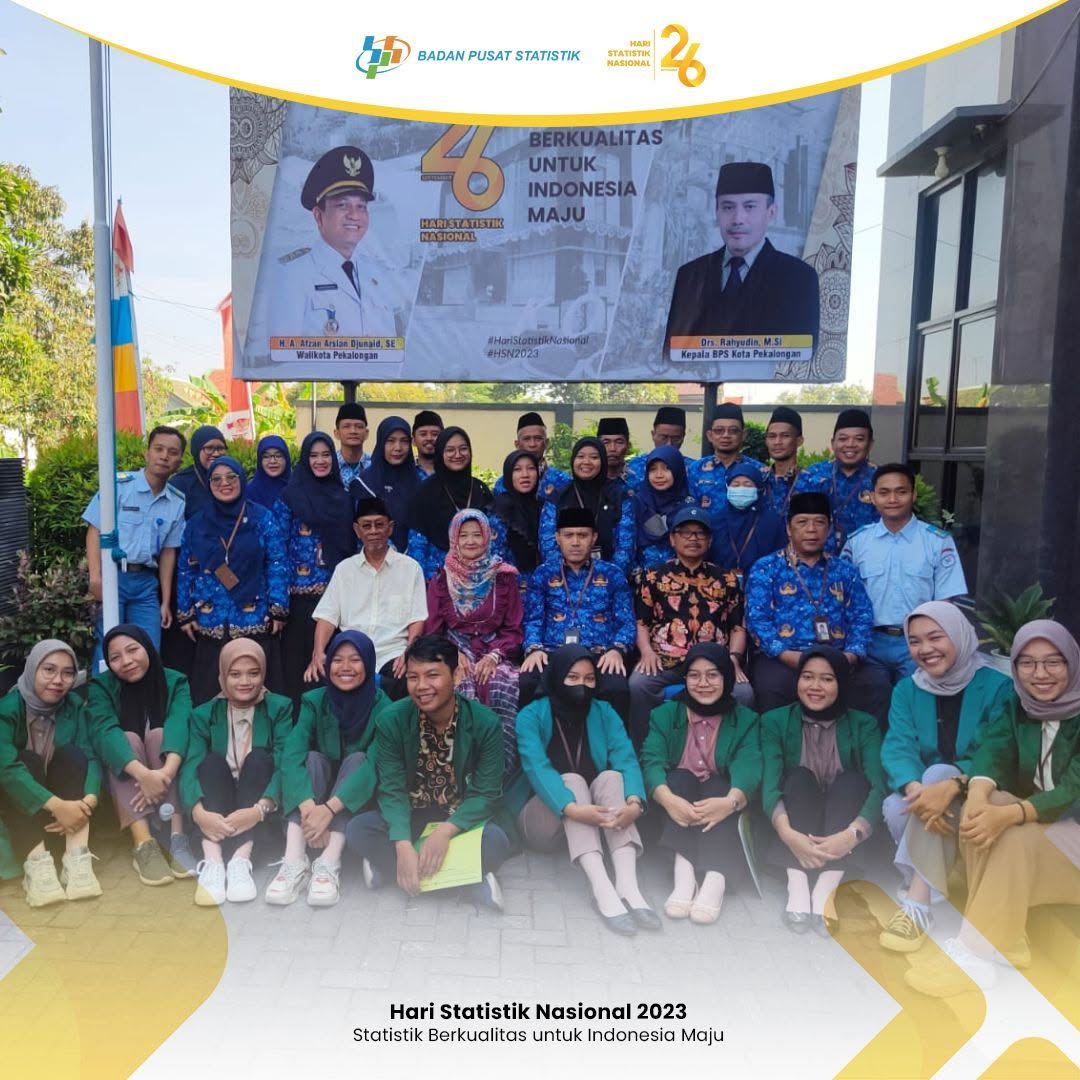 BADAN PUSAT STATISTIK
HARI
STATISTIK
NASIONAL
26
SEPTEMBER
26
SEPTEMBER
BERKUALITAS
UNTUK
INDONESIA
MAJU
HARI STATISTIK
NASIONAL
#HariStatistikNasional
#HSN2023
H. A. Afzan Arslan Djunaid, SE
Walikota Pekalongan
Drs. Rahyudin, M.Si
Kepala BPS Kota Pekalongan
Hari Statistik Nasional 2023
Statistik Berkualitas untuk Indonesia Maju